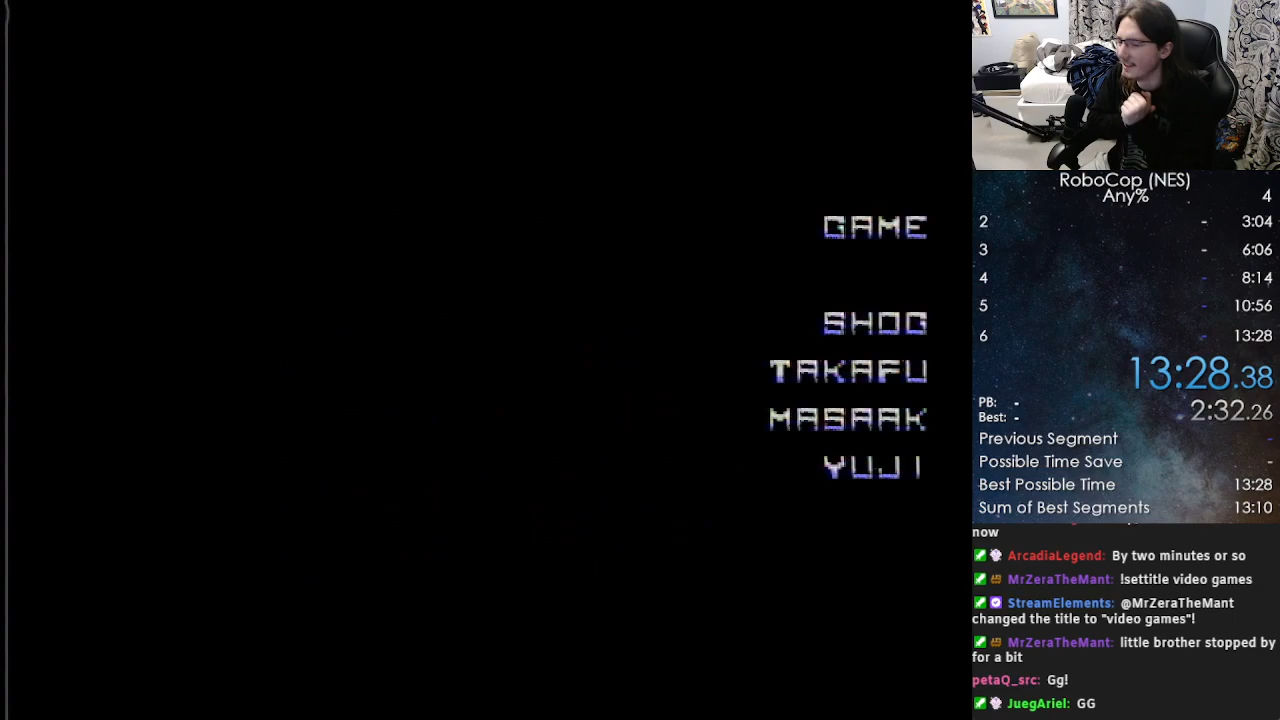 GAME
SHOG
TAKAFU
MASAAK
YUJI
RoboCop (NES)
Any%
4
2 - 3:04
3 - 6:06
4 - 8:14
5 - 10:56
6 13:28
13:28.38
PB: -
2:32.26
Best: -
Previous Segment -
Possible Time Save -
Best Possible Time 13:28
Sum of Best Segments 13:10
now
ArcadiaLegend: By two minutes or so
MrZeraTheMant: !settitle video games
StreamElements: @MrZeraTheMant
changed the title to "video games"!
MrZeraTheMant: little brother stopped by
for a bit
petaQ_src: Gg!
JuegAriel: GG